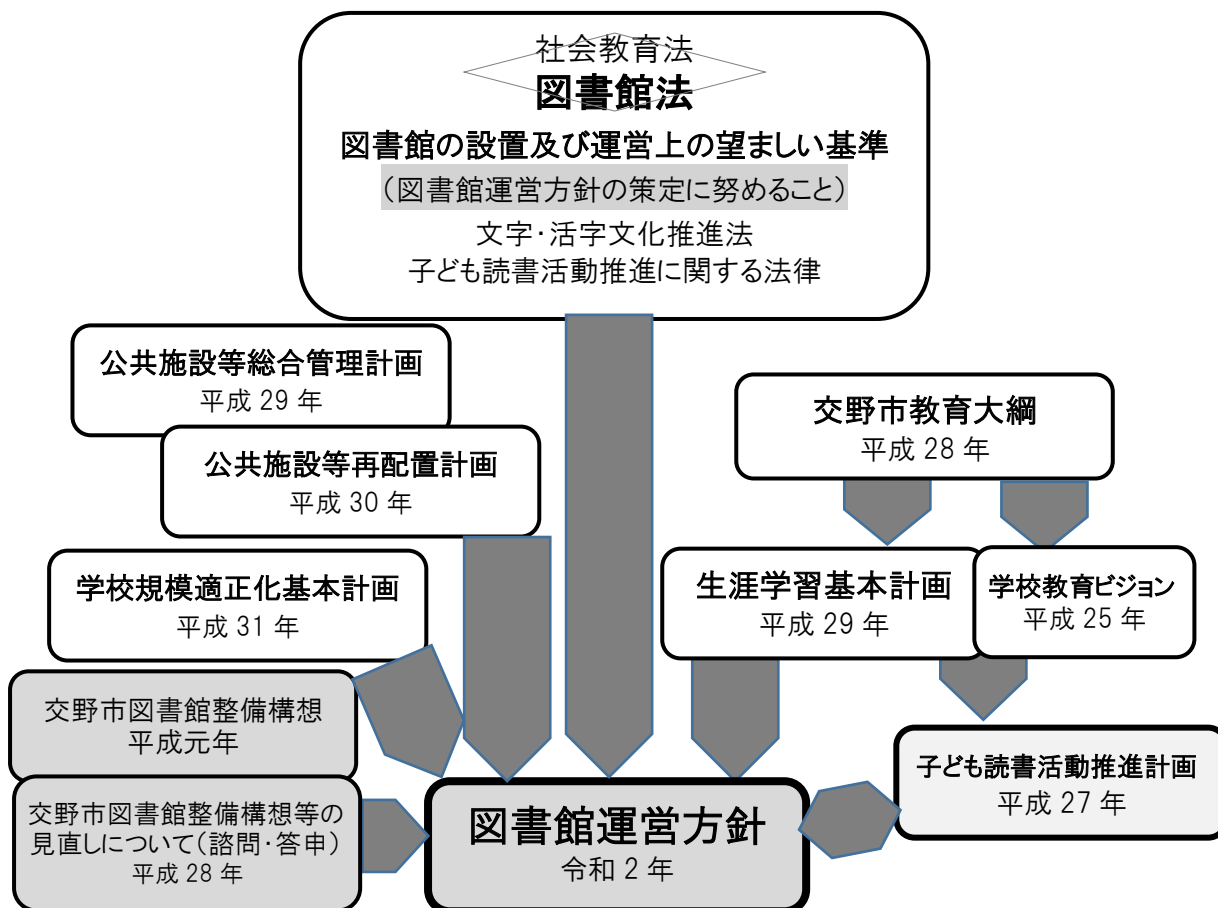 社会教育法
図書館法
図書館の設置及び運営上の望ましい基準
（図書館運営方針の策定に努めること）
文字・活字文化推進法
子ども読書活動推進に関する法律
公共施設等総合管理計画
平成 29 年
公共施設等再配置計画
平成 30 年
学校規模適正化基本計画
平成 31 年
交野市図書館整備構想
平成元年
交野市図書館整備構想等の
見直しについて（諮問・答申）
平成 28 年
交野市教育大綱
平成 28 年
生涯学習基本計画
平成 29 年
学校教育ビジョン
平成 25 年
子ども読書活動推進計画
平成 27 年
図書館運営方針
令和 2 年